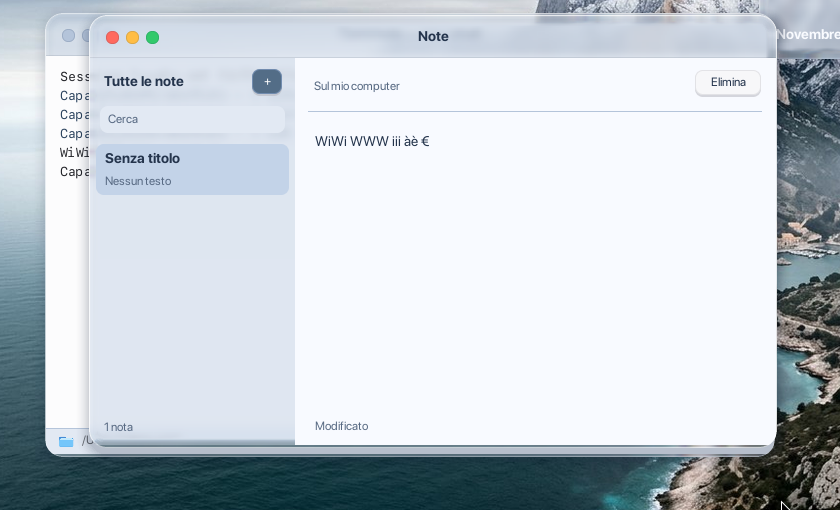 Note
Novembre
Sess
Capa
Capa
Capa
WiWi
Capa
/U
Tutte le note
+
Cerca
Senza titolo
Nessun testo
1 nota
Sul mio computer
Elimina
WiWi WWW iii àè €
Modificato